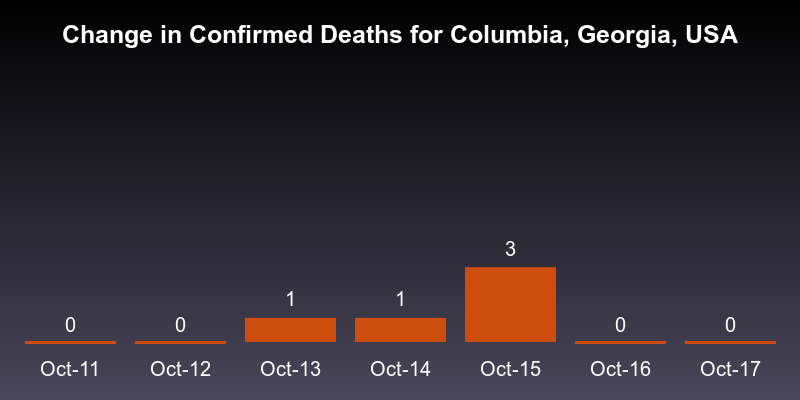 Change in Confirmed Deaths for Columbia, Georgia, USA
3
1 1
0 0 0 0
Oct-11 Oct-12 Oct-13 Oct-14 Oct-15 Oct-16 Oct-17